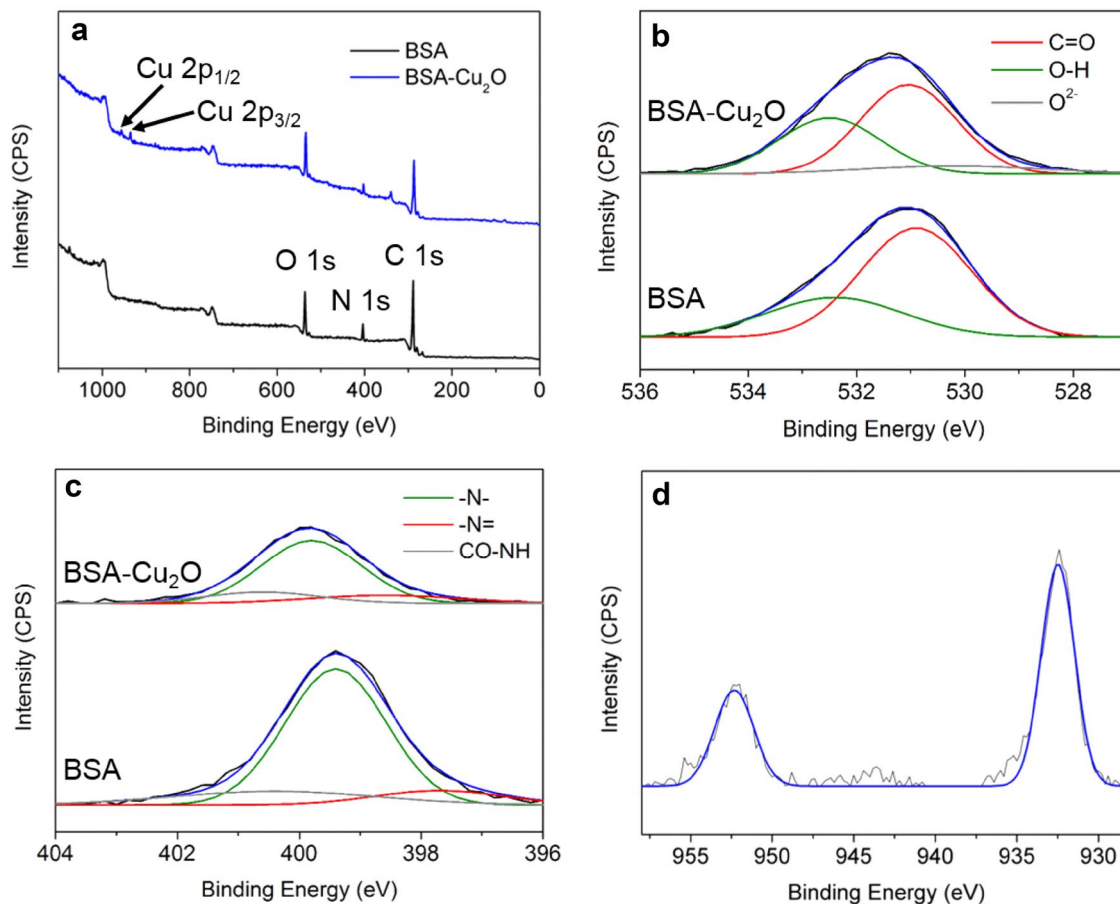 a
BSA
BSA-Cu₂O
Cu 2p₁/₂
Cu 2p₃/₂
O 1s
N 1s
C 1s
Intensity (CPS)
1000 800 600 400 200 0
Binding Energy (eV)
b
C=O
O-H
O²⁻
BSA-Cu₂O
BSA
Intensity (CPS)
536 534 532 530 528
Binding Energy (eV)
c
-N-
-N=
CO-NH
BSA-Cu₂O
BSA
Intensity (CPS)
404 402 400 398 396
Binding Energy (eV)
d
Intensity (CPS)
955 950 945 940 935 930
Binding Energy (eV)